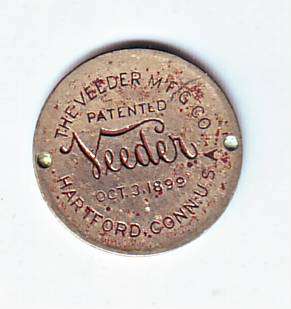 THE VEEDER MFG CO.
PATENTED
Veeder
OCT. 3. 1899
HARTFORD, CONN. U.S.A.